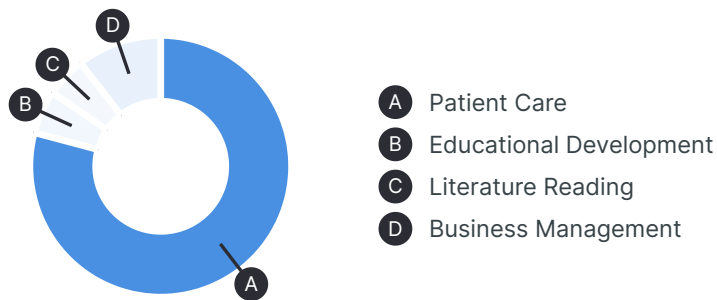 D
C
B
A
A Patient Care
B Educational Development
C Literature Reading
D Business Management